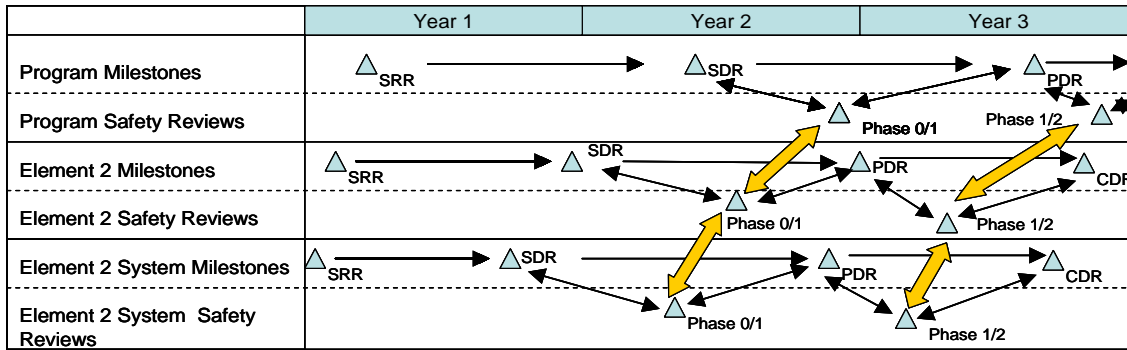 Year 1
Year 2
Year 3
Program Milestones
SRR
SDR
PDR
Program Safety Reviews
Phase 0/1
Phase 1/2
Element 2 Milestones
SRR
SDR
PDR
CDR
Element 2 Safety Reviews
Phase 0/1
Phase 1/2
Element 2 System Milestones
SRR
SDR
PDR
CDR
Element 2 System Safety
Reviews
Phase 0/1
Phase 1/2